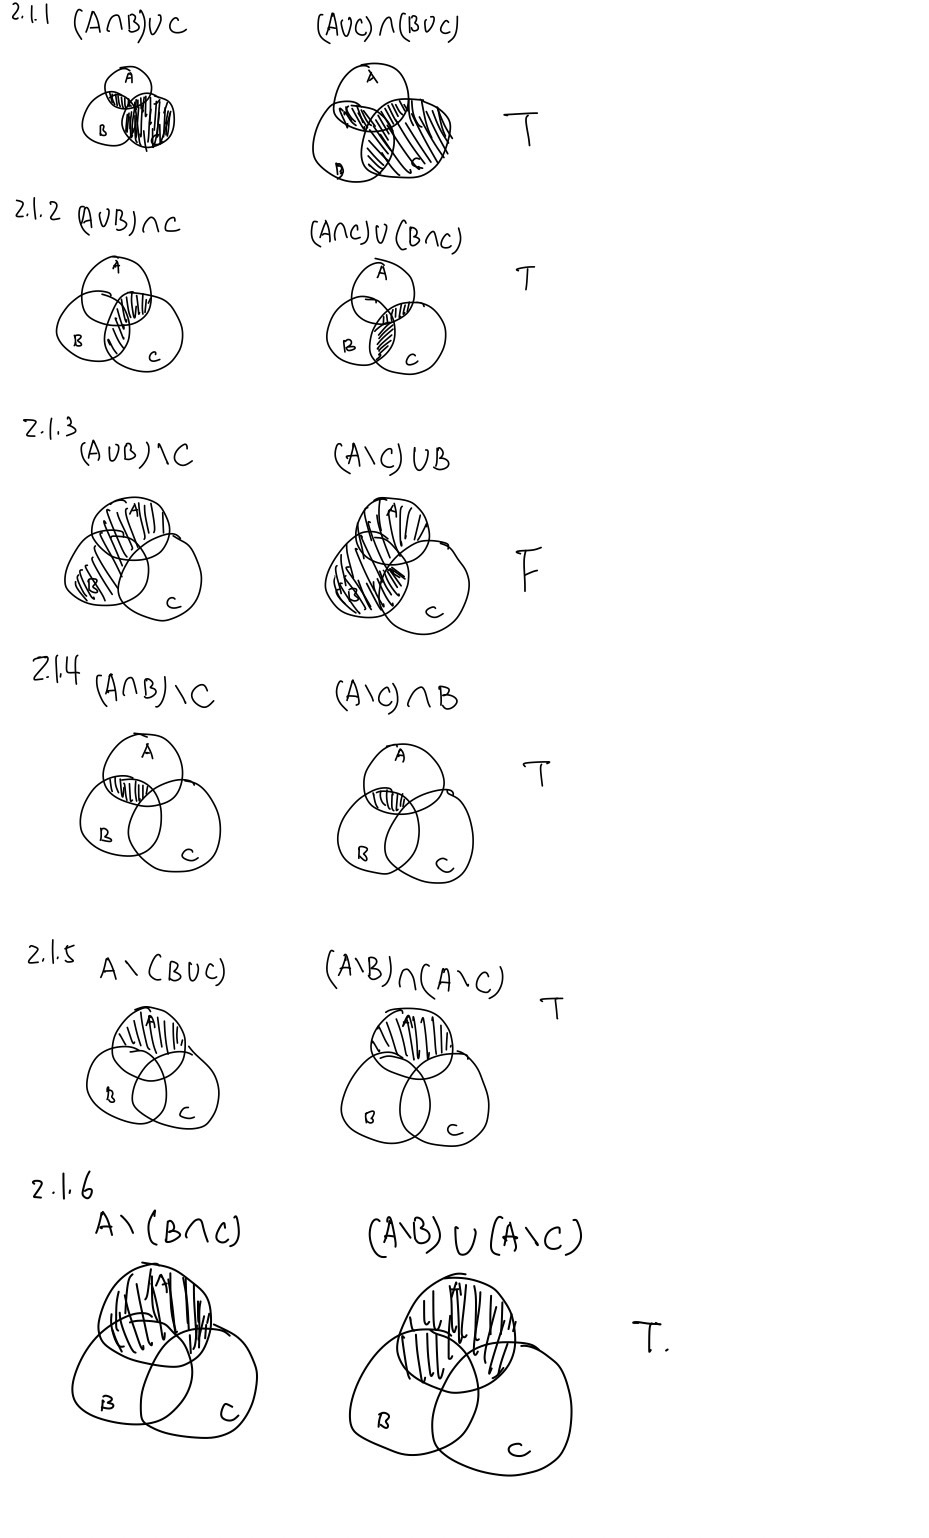 2.1.1 (A∩B)∪C (A∪C)∩(B∪C)
A A
B B C T
2.1.2 (A∪B)∩C (A∩C)∪(B∩C)
A A T
B C B C
2.1.3
(A∪B)\C (A\C)∪B
A A
B C B C F
2.1.4 (A∩B)\C (A\C)∩B
A A T
B C B C
2.1.5 A\(B∪C) (A\B)∩(A\C)
A A T
B C B C
2.1.6
A\(B∩C) (A\B)∪(A\C)
A A
B C B C T.